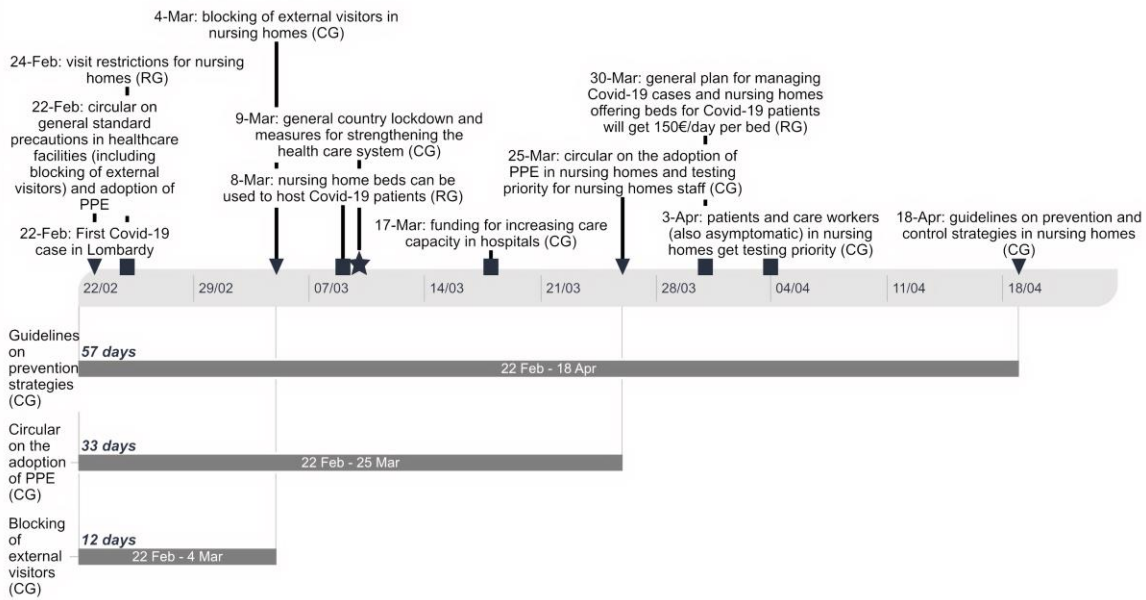 4-Mar: blocking of external visitors in
nursing homes (CG)
24-Feb: visit restrictions for nursing
homes (RG)
22-Feb: circular on
general standard
precautions in healthcare
facilities (including
blocking of external
visitors) and adoption of
PPE
22-Feb: First Covid-19
case in Lombardy
9-Mar: general country lockdown and
measures for strengthening the
health care system (CG)
8-Mar: nursing home beds can be
used to host Covid-19 patients (RG)
17-Mar: funding for increasing care
capacity in hospitals (CG)
30-Mar: general plan for managing
Covid-19 cases and nursing homes
offering beds for Covid-19 patients
will get 150€/day per bed (RG)
25-Mar: circular on the adoption of
PPE in nursing homes and testing
priority for nursing homes staff (CG)
3-Apr: patients and care workers
(also asymptomatic) in nursing
homes get testing priority (CG)
18-Apr: guidelines on prevention and
control strategies in nursing homes
(CG)
22/02 29/02 07/03 14/03 21/03 28/03 04/04 11/04 18/04
Guidelines
on
prevention
strategies
(CG)
57 days
22 Feb - 18 Apr
Circular
on the
adoption
of PPE
(CG)
33 days
22 Feb - 25 Mar
Blocking
of
external
visitors
(CG)
12 days
22 Feb - 4 Mar